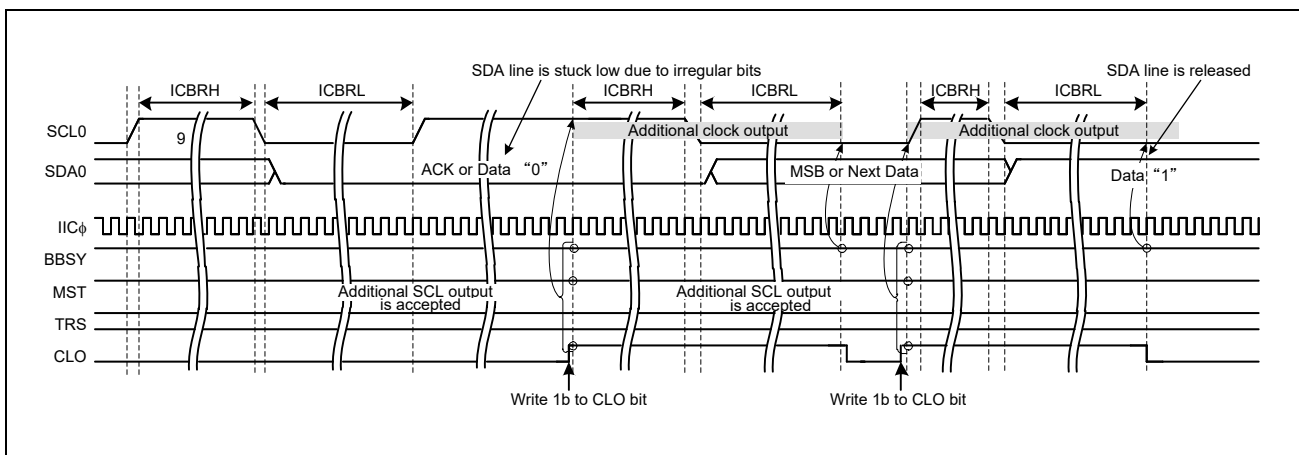 SDA line is stuck low due to irregular bits
SDA line is released
ICBRH
ICBRL
ICBRH
ICBRL
ICBRH
ICBRL
SCL0
9
Additional clock output
Additional clock output
SDA0
ACK or Data “0”
MSB or Next Data
Data “1”
IICϕ
BBSY
MST
Additional SCL output
is accepted
Additional SCL output
is accepted
TRS
CLO
Write 1b to CLO bit
Write 1b to CLO bit